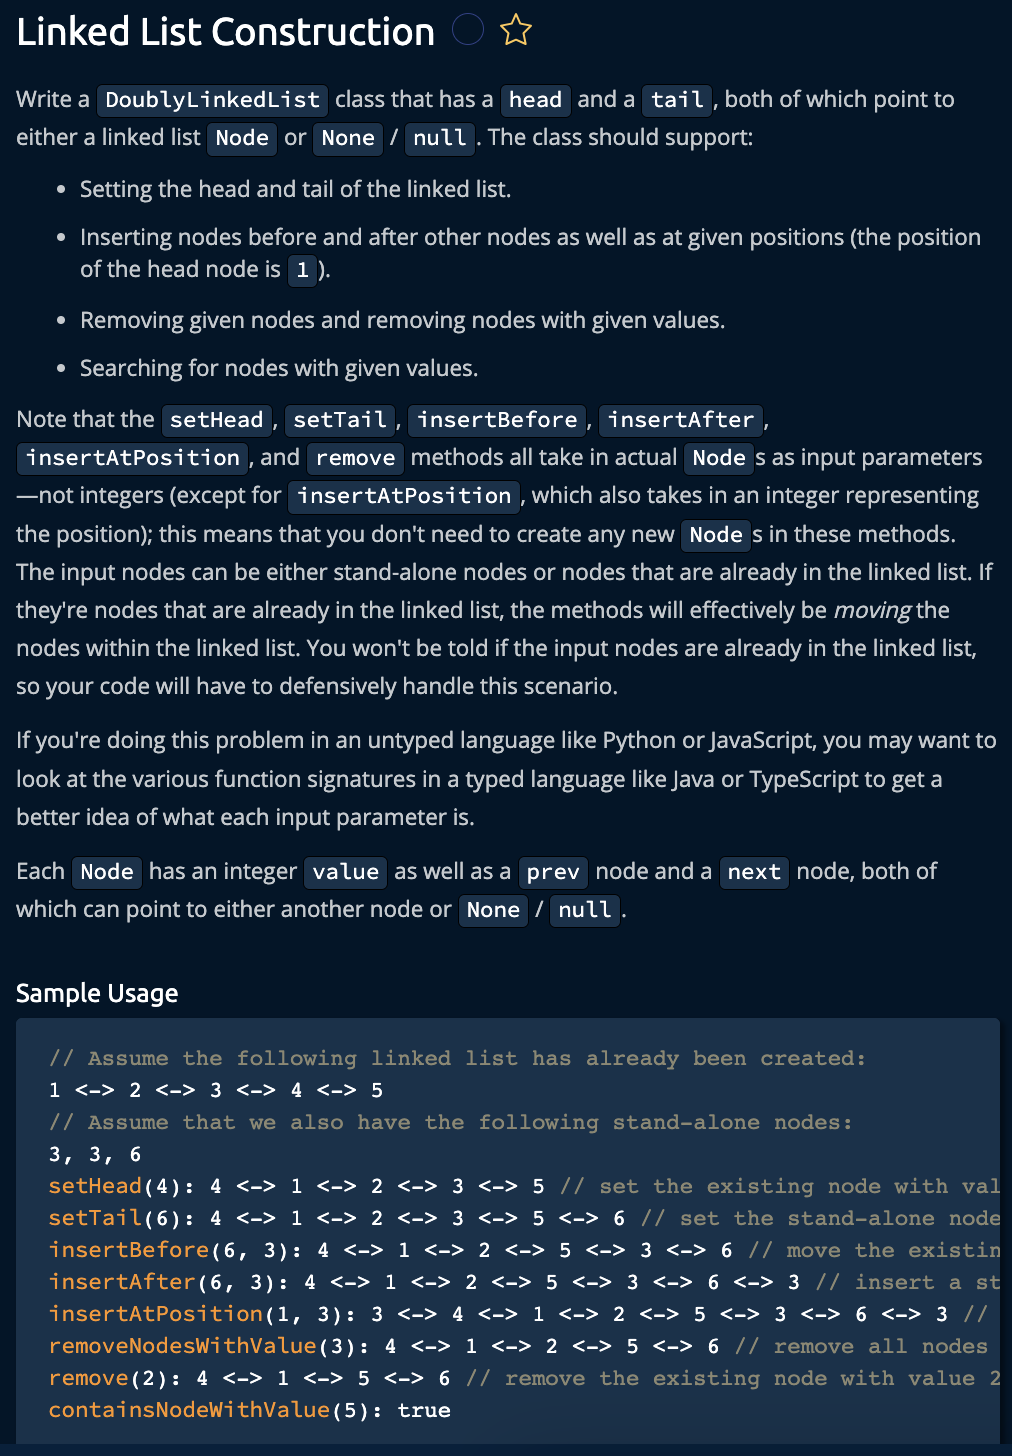 Linked List Construction
Write a DoublyLinkedList class that has a head and a tail, both of which point to
either a linked list Node or None / null. The class should support:
• Setting the head and tail of the linked list.
• Inserting nodes before and after other nodes as well as at given positions (the position
of the head node is 1).
• Removing given nodes and removing nodes with given values.
• Searching for nodes with given values.
Note that the setHead, setTail, insertBefore, insertAfter,
insertAtPosition, and remove methods all take in actual Nodes as input parameters
—not integers (except for insertAtPosition, which also takes in an integer representing
the position); this means that you don't need to create any new Nodes in these methods.
The input nodes can be either stand-alone nodes or nodes that are already in the linked list. If
they're nodes that are already in the linked list, the methods will effectively be moving the
nodes within the linked list. You won't be told if the input nodes are already in the linked list,
so your code will have to defensively handle this scenario.
If you're doing this problem in an untyped language like Python or JavaScript, you may want to
look at the various function signatures in a typed language like Java or TypeScript to get a
better idea of what each input parameter is.
Each Node has an integer value as well as a prev node and a next node, both of
which can point to either another node or None / null.
Sample Usage
// Assume the following linked list has already been created:
1 <-> 2 <-> 3 <-> 4 <-> 5
// Assume that we also have the following stand-alone nodes:
3, 3, 6
setHead(4): 4 <-> 1 <-> 2 <-> 3 <-> 5 // set the existing node with val
setTail(6): 4 <-> 1 <-> 2 <-> 3 <-> 5 <-> 6 // set the stand-alone node
insertBefore(6, 3): 4 <-> 1 <-> 2 <-> 5 <-> 3 <-> 6 // move the existin
insertAfter(6, 3): 4 <-> 1 <-> 2 <-> 5 <-> 3 <-> 6 <-> 3 // insert a st
insertAtPosition(1, 3): 3 <-> 4 <-> 1 <-> 2 <-> 5 <-> 3 <-> 6 <-> 3 //
removeNodesWithValue(3): 4 <-> 1 <-> 2 <-> 5 <-> 6 // remove all nodes
remove(2): 4 <-> 1 <-> 5 <-> 6 // remove the existing node with value 2
containsNodeWithValue(5): true